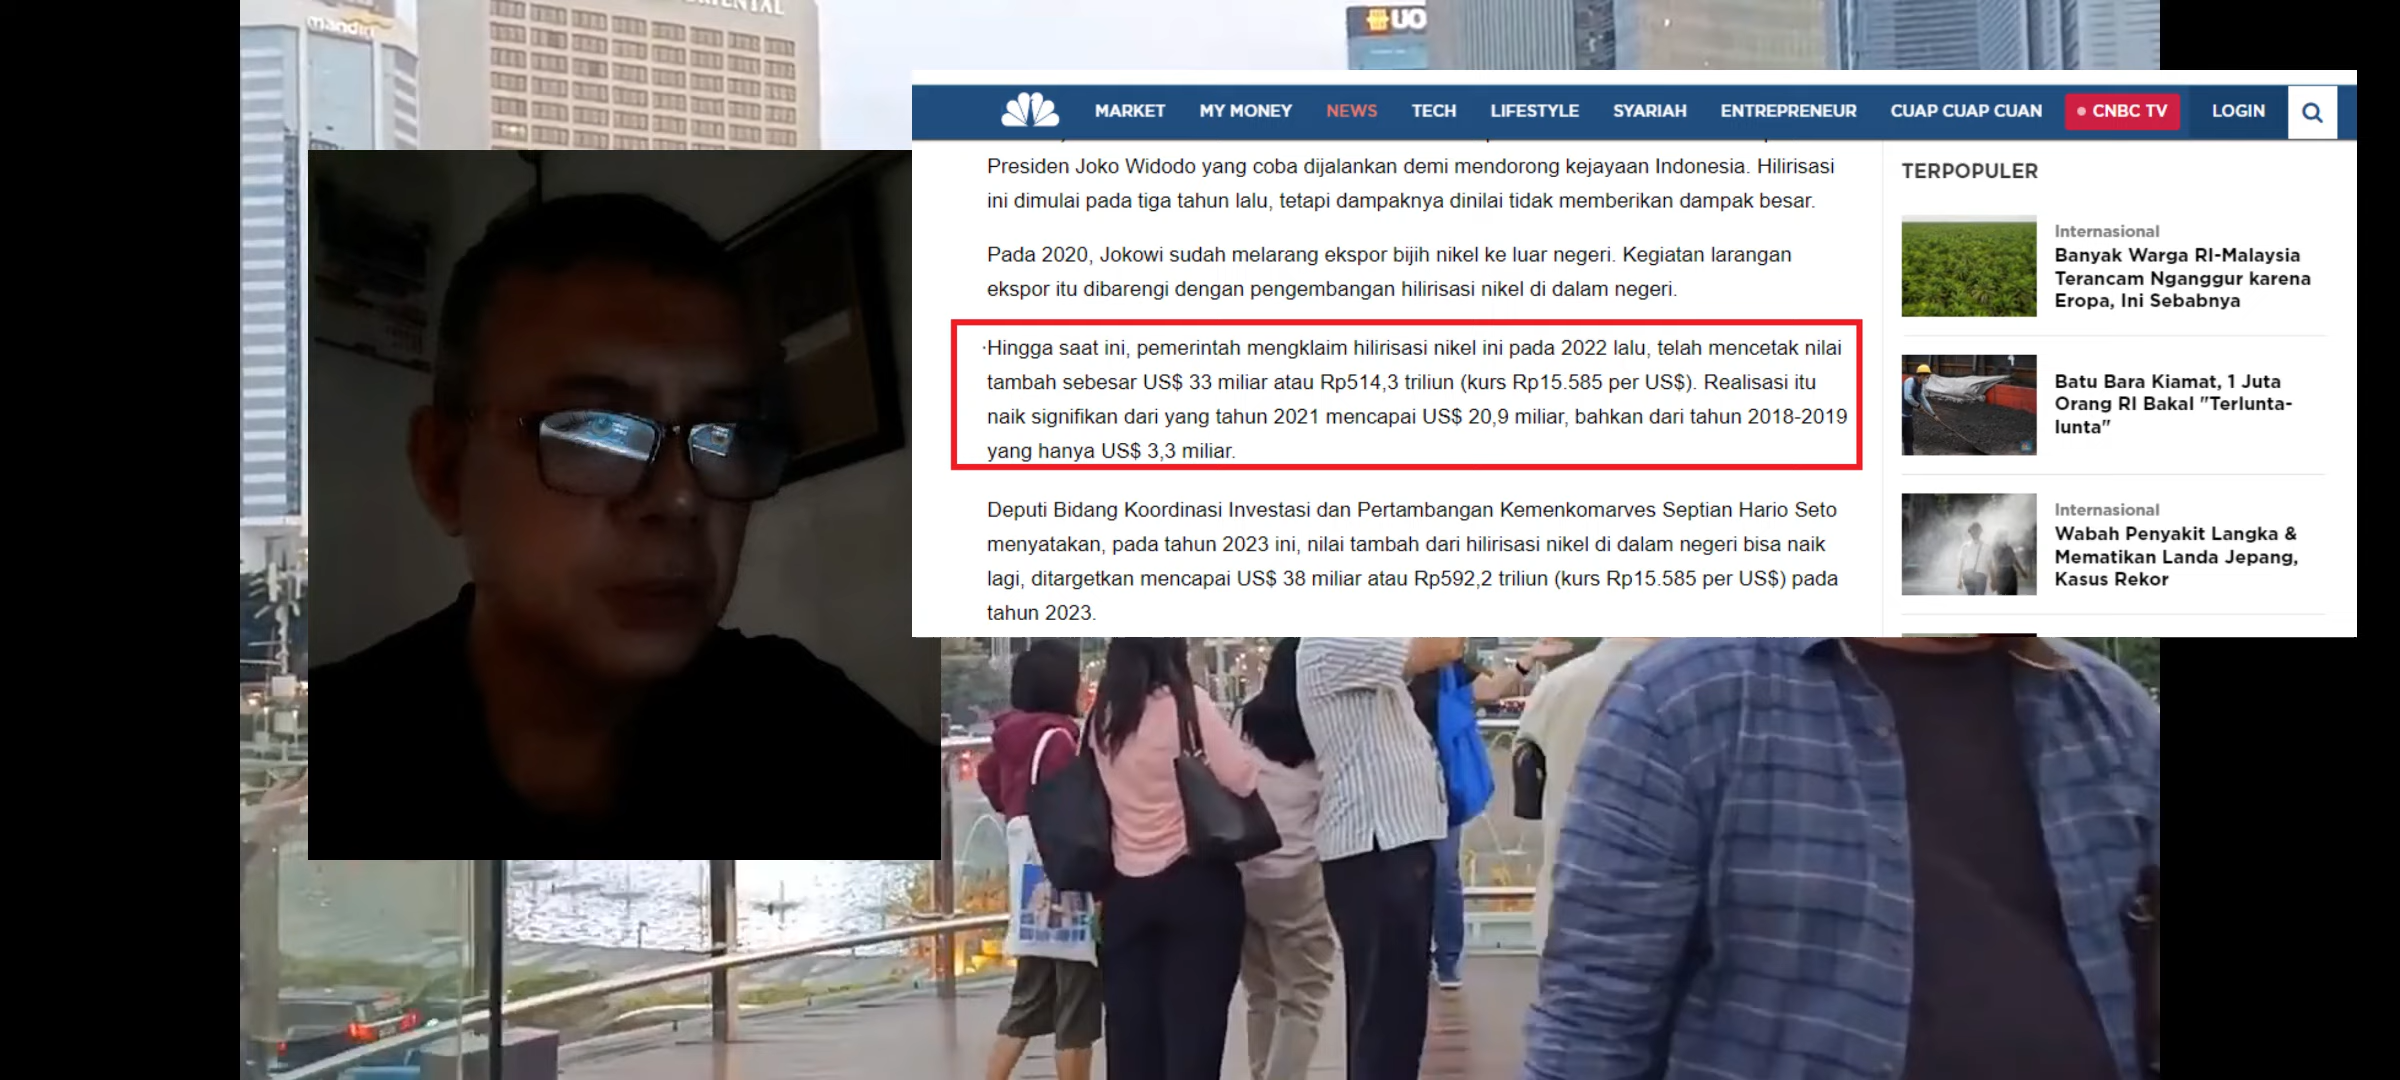 mandiri
ORIENTAL
UO
MARKET MY MONEY NEWS TECH LIFESTYLE SYARIAH ENTREPRENEUR CUAP CUAP CUAN CNBC TV LOGIN
Presiden Joko Widodo yang coba dijalankan demi mendorong kejayaan Indonesia. Hilirisasi
ini dimulai pada tiga tahun lalu, tetapi dampaknya dinilai tidak memberikan dampak besar.
Pada 2020, Jokowi sudah melarang ekspor bijih nikel ke luar negeri. Kegiatan larangan
ekspor itu dibarengi dengan pengembangan hilirisasi nikel di dalam negeri.
Hingga saat ini, pemerintah mengklaim hilirisasi nikel ini pada 2022 lalu, telah mencetak nilai
tambah sebesar US$ 33 miliar atau Rp514,3 triliun (kurs Rp15.585 per US$). Realisasi itu
naik signifikan dari yang tahun 2021 mencapai US$ 20,9 miliar, bahkan dari tahun 2018-2019
yang hanya US$ 3,3 miliar.
Deputi Bidang Koordinasi Investasi dan Pertambangan Kemenkomarves Septian Hario Seto
menyatakan, pada tahun 2023 ini, nilai tambah dari hilirisasi nikel di dalam negeri bisa naik
lagi, ditargetkan mencapai US$ 38 miliar atau Rp592,2 triliun (kurs Rp15.585 per US$) pada
tahun 2023.
TERPOPULER
Internasional
Banyak Warga RI-Malaysia
Terancam Nganggur karena
Eropa, Ini Sebabnya
Batu Bara Kiamat, 1 Juta
Orang RI Bakal "Terlunta-
lunta"
Internasional
Wabah Penyakit Langka &
Mematikan Landa Jepang,
Kasus Rekor